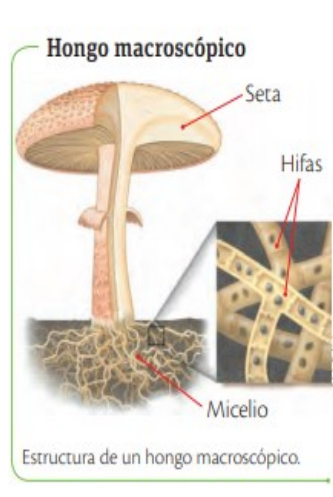 Hongo macroscópico
Seta
Hifas
Micelio
Estructura de un hongo macroscópico.